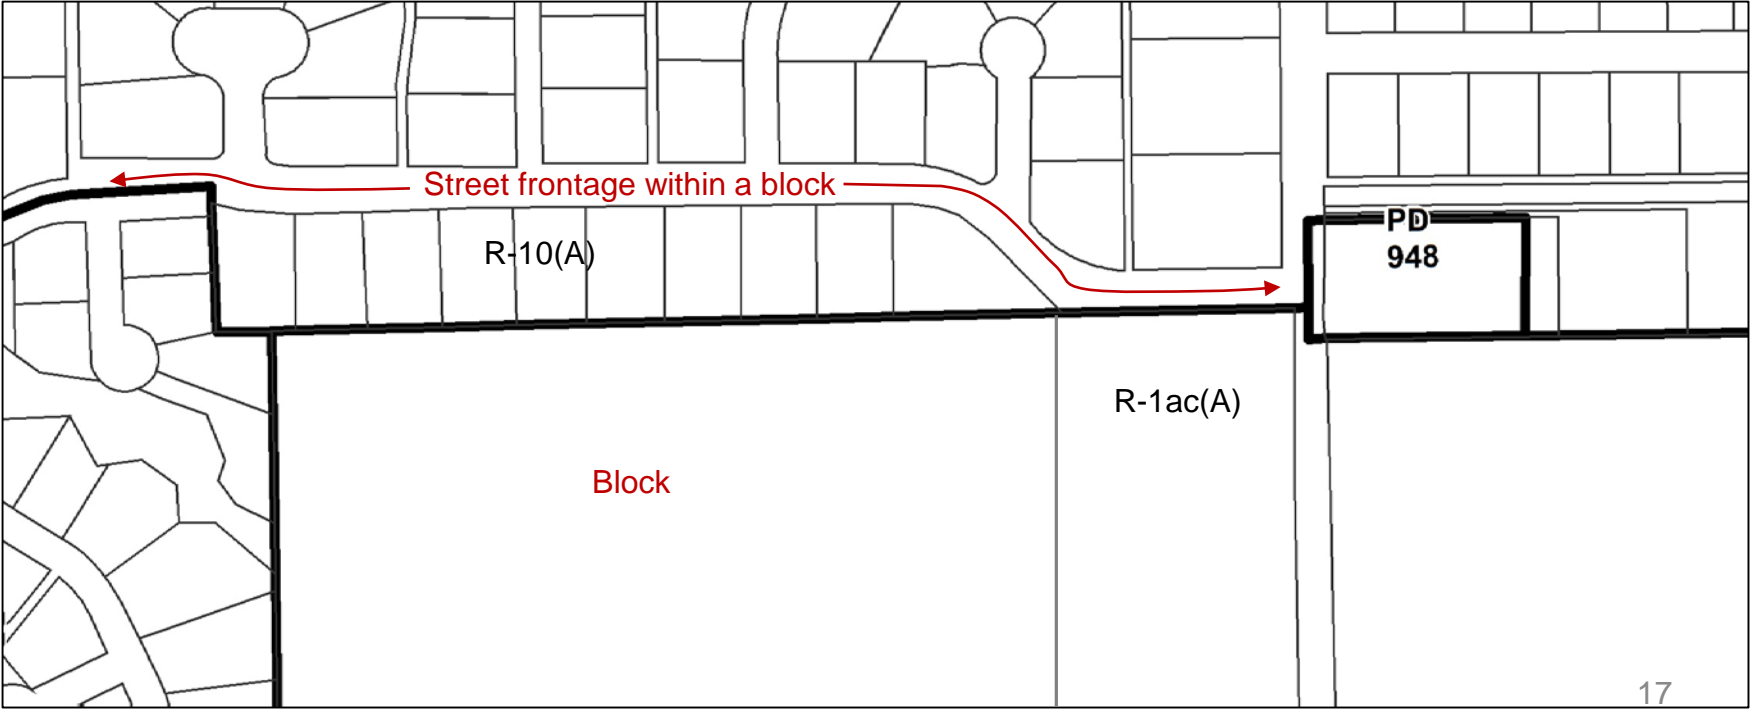 Street frontage within a block
R-10(A)
PD
948
R-1ac(A)
Block
17